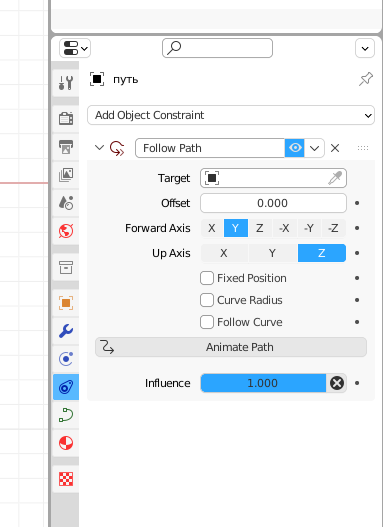 путь
Add Object Constraint
Follow Path
Target
Offset 0.000
Forward Axis X Y Z -X -Y -Z
Up Axis X Y Z
Fixed Position
Curve Radius
Follow Curve
Animate Path
Influence 1.000